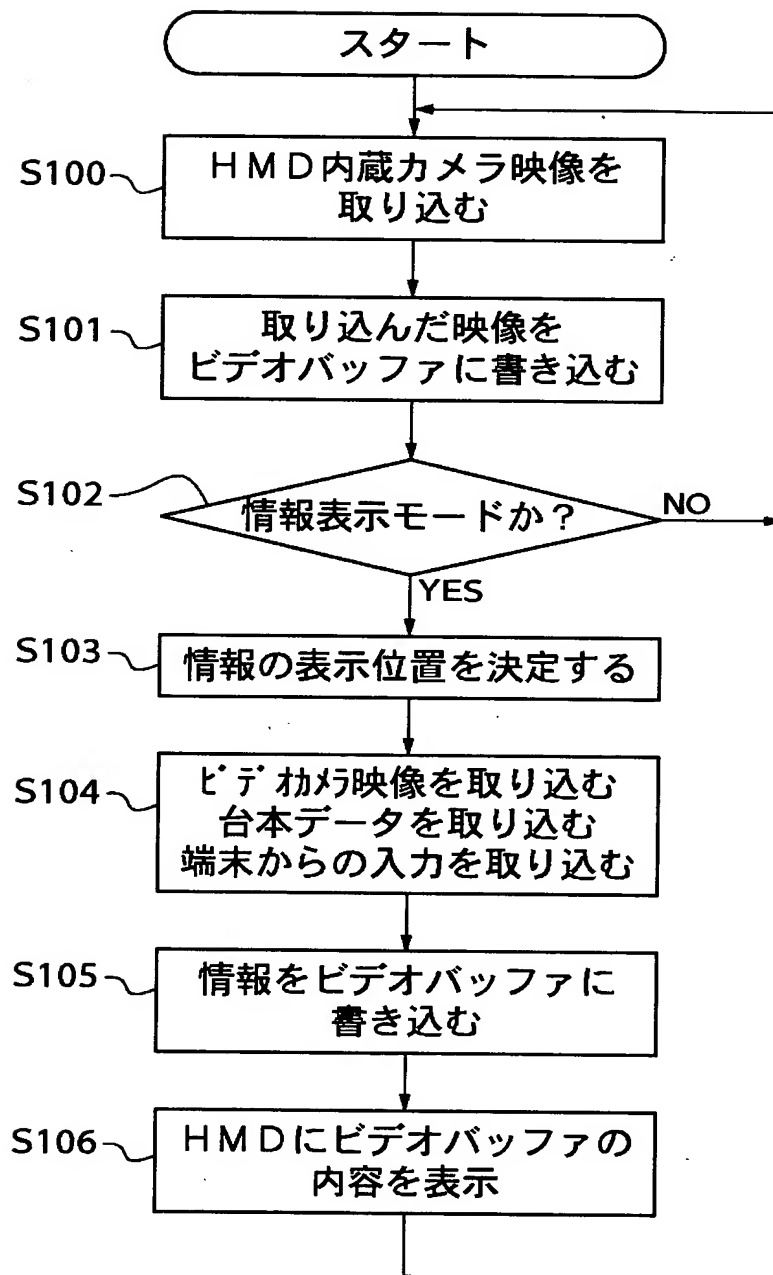 スタート
S100
HMD内蔵カメラ映像を
取り込む
S101
取り込んだ映像を
ビデオバッファに書き込む
S102
情報表示モードか？
NO
YES
S103
情報の表示位置を決定する
S104
ビデオカメラ映像を取り込む
台本データを取り込む
端末からの入力を取り込む
S105
情報をビデオバッファに
書き込む
S106
HMDにビデオバッファの
内容を表示